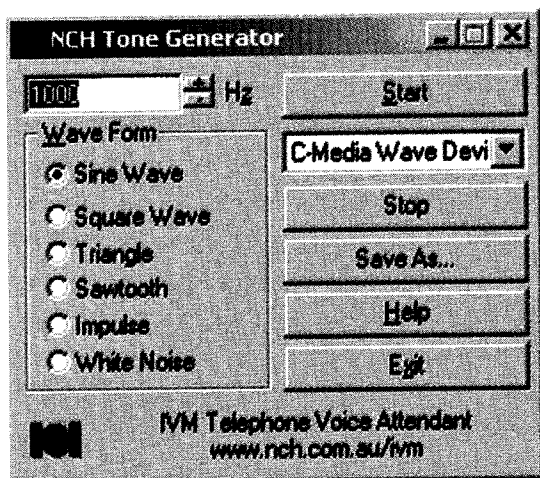 NCH Tone Generator
1000 Hz
Start
Wave Form
C-Media Wave Devi
Sine Wave
Square Wave
Triangle
Sawtooth
Impulse
White Noise
Stop
Save As...
Help
Exit
IVM Telephone Voice Attendant
www.nch.com.au/ivm